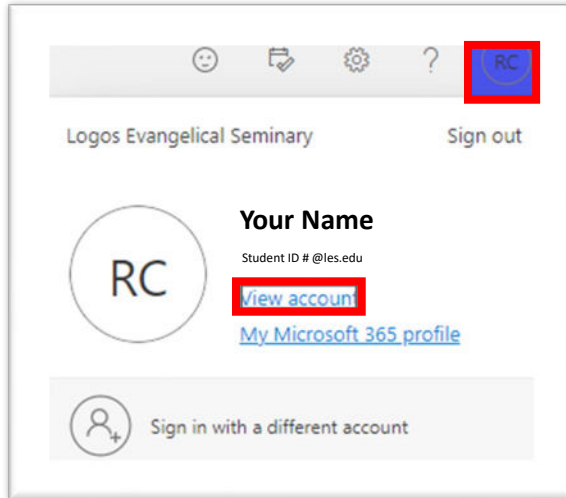 ? RC
Logos Evangelical Seminary Sign out
Your Name
RC
Student ID # @les.edu
View account
My Microsoft 365 profile
Sign in with a different account